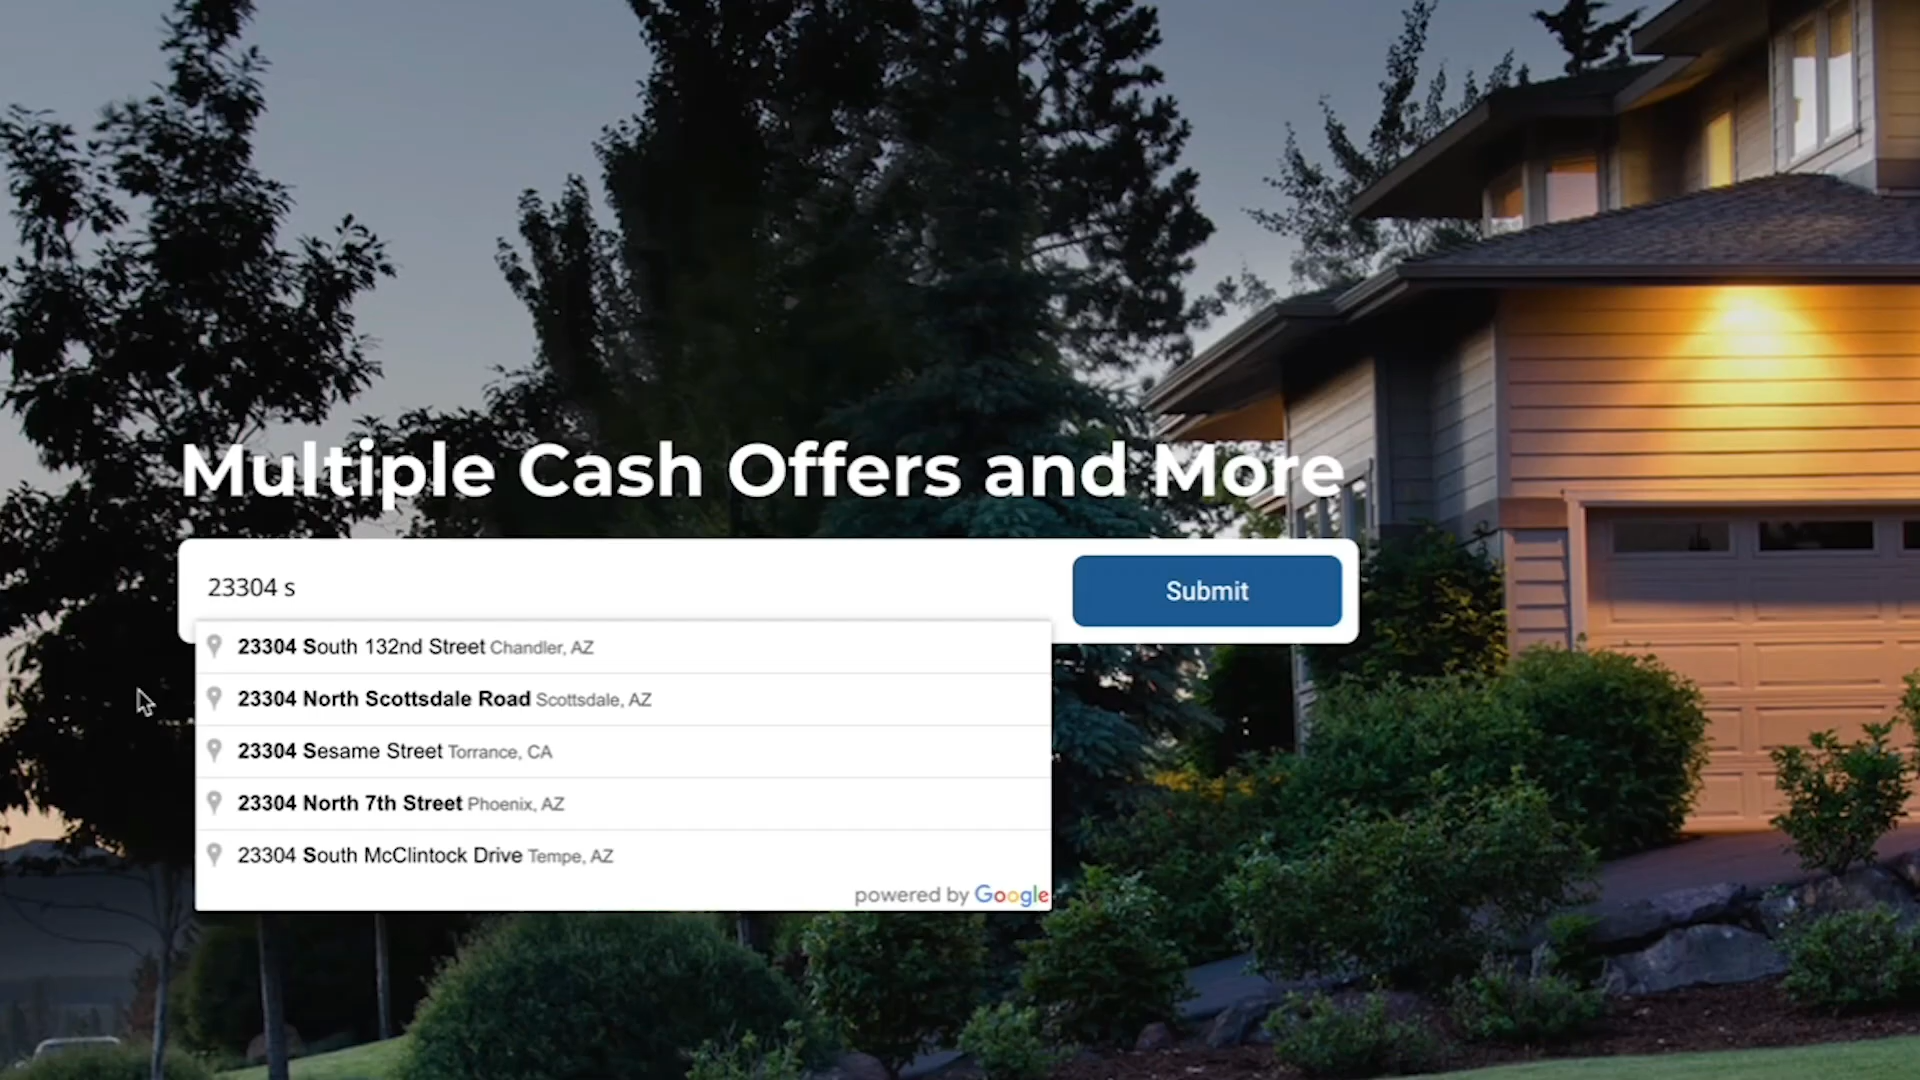 Multiple Cash Offers and More
23304 s
Submit
23304 South 132nd Street Chandler, AZ
23304 North Scottsdale Road Scottsdale, AZ
23304 Sesame Street Torrance, CA
23304 North 7th Street Phoenix, AZ
23304 South McClintock Drive Tempe, AZ
powered by Google